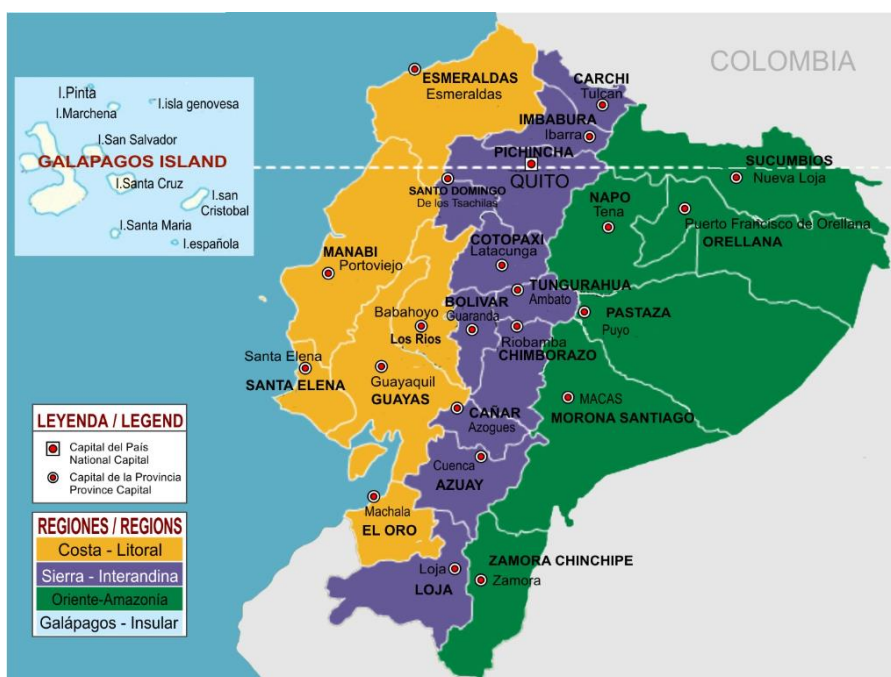 COLOMBIA
ESMERALDAS
Esmeraldas
CARCHI
Tulcan
IMBABURA
Ibarra
PICHINCHA
QUITO
I.Pinta
I.isla genovesa
I.Marchena
I.San Salvador
GALAPAGOS ISLAND
I.Santa Cruz
I.san
Cristobal
I.Santa Maria
I.española
SANTO DOMINGO
De los Tsachilas
SUCUMBIOS
Nueva Loja
NAPO
Tena
Puerto Francisco de Orellana
ORELLANA
MANABI
Portoviejo
COTOPAXI
Latacunga
TUNGURAHUA
Ambato
BOLIVAR
Guaranda
PASTAZA
Puyo
Babahoyo
Los Rios
Riobamba
CHIMBORAZO
Santa Elena
SANTA ELENA
Guayaquil
GUAYAS
MACAS
MORONA SANTIAGO
CAÑAR
Azogues
Cuenca
AZUAY
Machala
EL ORO
Loja
LOJA
ZAMORA CHINCHIPE
Zamora
LEYENDA / LEGEND
Capital del País
National Capital
Capital de la Provincia
Province Capital
REGIONES / REGIONS
Costa - Litoral
Sierra - Interandina
Oriente-Amazonía
Galápagos - Insular